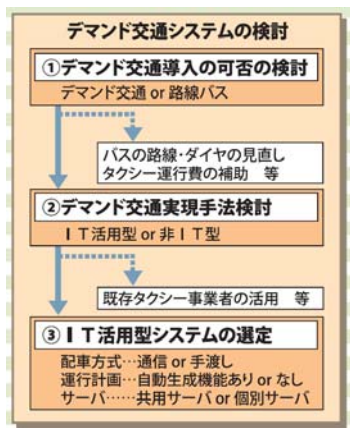 デマンド交通システムの検討
①デマンド交通導入の可否の検討
デマンド交通 or 路線バス
バスの路線・ダイヤの見直し
タクシー運行費の補助 等
②デマンド交通実現手法検討
ＩＴ活用型 or 非ＩＴ型
既存タクシー事業者の活用 等
③ＩＴ活用型システムの選定
配車方式…通信 or 手渡し
運行計画…自動生成機能あり or なし
サーバ……共用サーバ or 個別サーバ